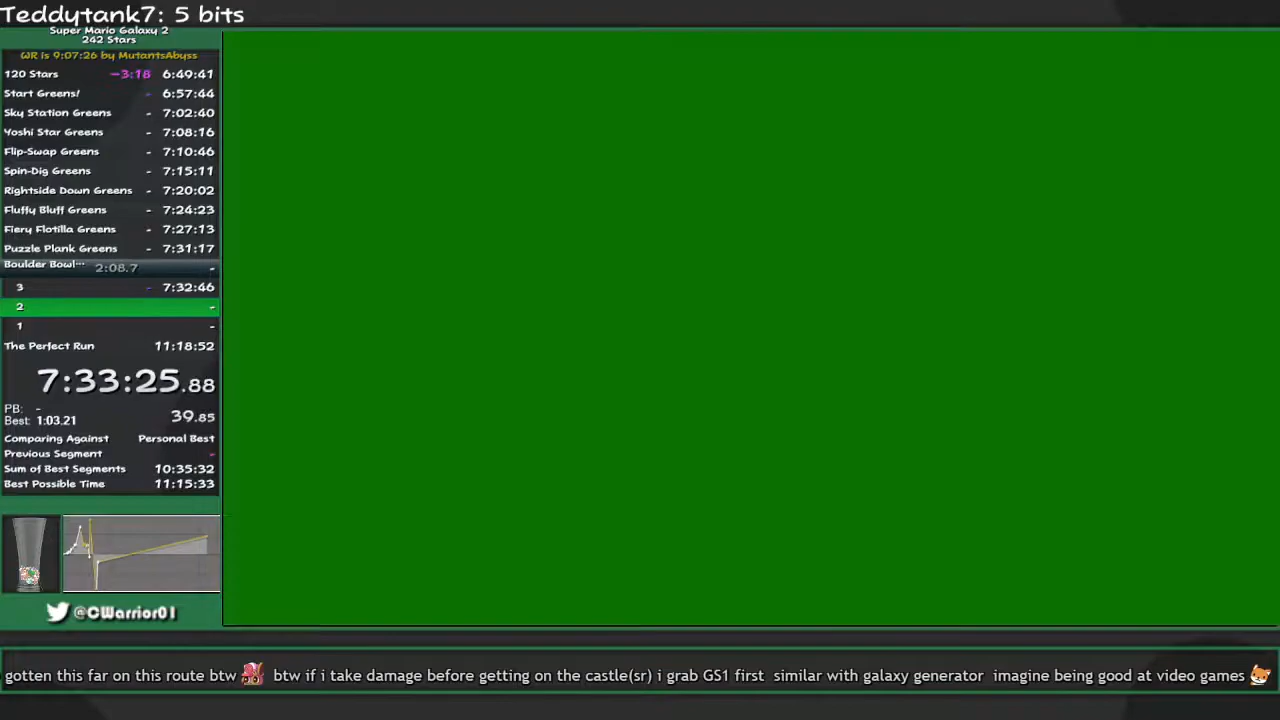 Teddytank7: 5 bits
Super Mario Galaxy 2
242 Stars
WR is 9:07:26 by MutantsAbyss
120 Stars −3:18 6:49:41
Start Greens! - 6:57:44
Sky Station Greens - 7:02:40
Yoshi Star Greens - 7:08:16
Flip-Swap Greens - 7:10:46
Spin-Dig Greens - 7:15:11
Rightside Down Greens - 7:20:02
Fluffy Bluff Greens - 7:24:23
Fiery Flotilla Greens - 7:27:13
Puzzle Plank Greens - 7:31:17
Boulder Bowl… 2:08.7 -
3 - 7:32:46
2 -
1 -
The Perfect Run 11:18:52
7:33:25.88
PB: -
Best: 1:03.21 39.85
Comparing Against Personal Best
Previous Segment -
Sum of Best Segments 10:35:32
Best Possible Time 11:15:33
@CWarrior01
gotten this far on this route btw btw if i take damage before getting on the castle(sr) i grab GS1 first similar with galaxy generator imagine being good at video games